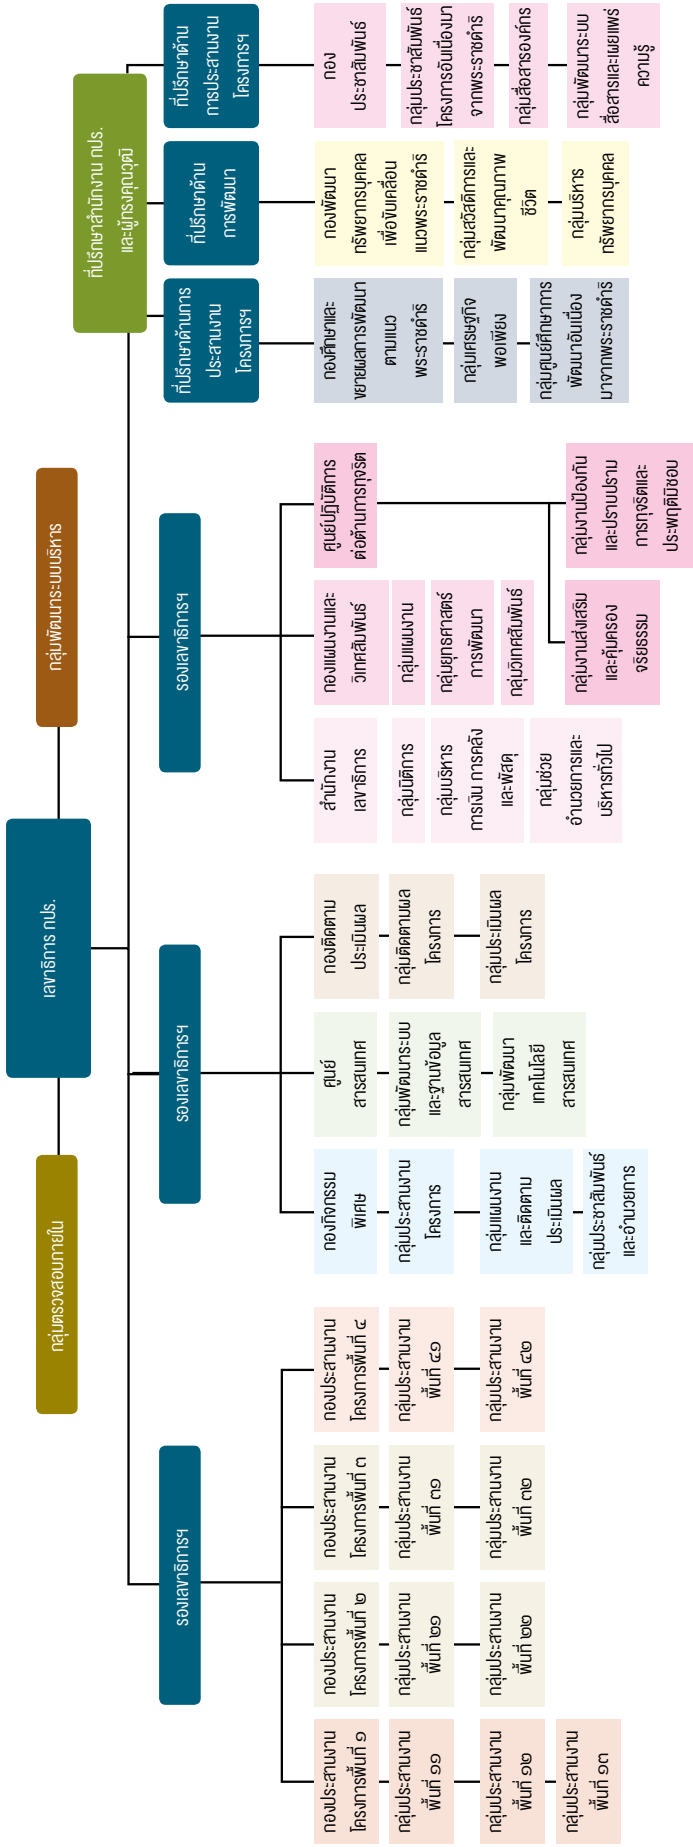 เลขาธิการ กปร.
กลุ่มตรวจสอบภายใน
กลุ่มพัฒนาระบบบริหาร
ที่ปรึกษาสำนักงาน กปร.
และผู้ทรงคุณวุฒิ
รองเลขาธิการฯ
รองเลขาธิการฯ
รองเลขาธิการฯ
ที่ปรึกษาด้านการ
ประสานงาน
โครงการฯ
ที่ปรึกษาด้าน
การพัฒนา
ที่ปรึกษาด้าน
การประสานงาน
โครงการฯ
กองประสานงาน
โครงการพื้นที่ ๑
กลุ่มประสานงาน
พื้นที่ ๑๑
กลุ่มประสานงาน
พื้นที่ ๑๒
กลุ่มประสานงาน
พื้นที่ ๑๓
กองประสานงาน
โครงการพื้นที่ ๒
กลุ่มประสานงาน
พื้นที่ ๒๑
กลุ่มประสานงาน
พื้นที่ ๒๒
กองประสานงาน
โครงการพื้นที่ ๓
กลุ่มประสานงาน
พื้นที่ ๓๑
กลุ่มประสานงาน
พื้นที่ ๓๒
กองประสานงาน
โครงการพื้นที่ ๔
กลุ่มประสานงาน
พื้นที่ ๔๑
กลุ่มประสานงาน
พื้นที่ ๔๒
กองกิจกรรม
พิเศษ
กลุ่มประสานงาน
โครงการ
กลุ่มแผนงาน
และติดตาม
ประเมินผล
กลุ่มประชาสัมพันธ์
และอำนวยการ
ศูนย์
สารสนเทศ
กลุ่มพัฒนาระบบ
และฐานข้อมูล
สารสนเทศ
กลุ่มพัฒนา
เทคโนโลยี
สารสนเทศ
กองติดตาม
ประเมินผล
กลุ่มติดตามผล
โครงการ
กลุ่มประเมินผล
โครงการ
สำนักงาน
เลขาธิการ
กลุ่มนิติการ
กลุ่มบริหาร
การเงิน การคลัง
และพัสดุ
กลุ่มช่วย
อำนวยการและ
บริหารทั่วไป
กองแผนงานและ
วิเทศสัมพันธ์
กลุ่มแผนงาน
กลุ่มยุทธศาสตร์
การพัฒนา
กลุ่มวิเทศสัมพันธ์
ศูนย์ปฏิบัติการ
ต่อต้านการทุจริต
กลุ่มงานส่งเสริม
และคุ้มครอง
จริยธรรม
กลุ่มงานป้องกัน
และปราบปราม
การทุจริตและ
ประพฤติมิชอบ
กองศึกษาและ
ขยายผลการพัฒนา
ตามแนว
พระราชดำริ
กลุ่มเศรษฐกิจ
พอเพียง
กลุ่มศูนย์ศึกษาการ
พัฒนาอันเนื่อง
มาจากพระราชดำริ
กองพัฒนา
ทรัพยากรบุคคล
เพื่อขับเคลื่อน
แนวพระราชดำริ
กลุ่มสวัสดิการและ
พัฒนาคุณภาพ
ชีวิต
กลุ่มบริหาร
ทรัพยากรบุคคล
กอง
ประชาสัมพันธ์
กลุ่มประชาสัมพันธ์
โครงการอันเนื่องมา
จากพระราชดำริ
กลุ่มสื่อสารองค์กร
กลุ่มพัฒนาระบบ
สื่อสารและเผยแพร่
ความรู้